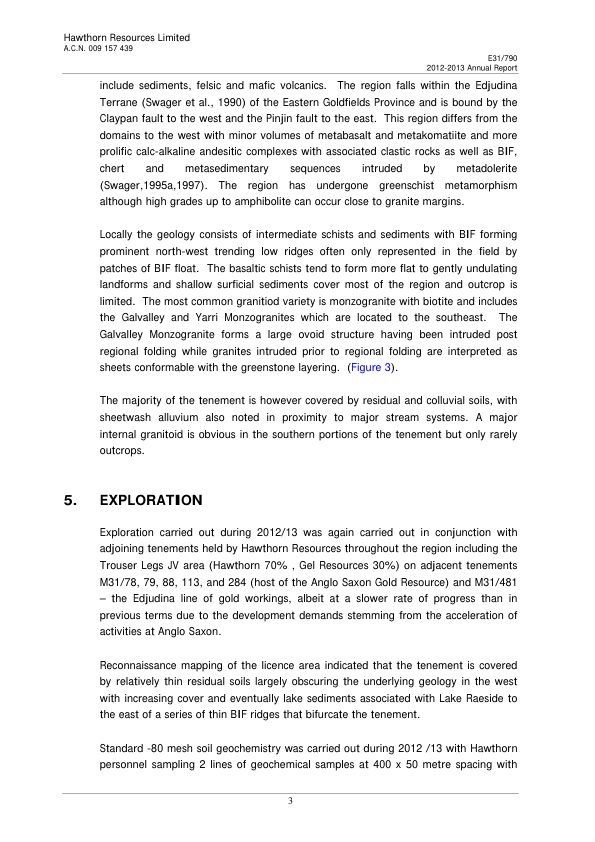 Hawthorn Resources Limited
A.C.N. 009 157 439
E31/790
2012-2013 Annual Report
include sediments, felsic and mafic volcanics. The region falls within the Edjudina
Terrane (Swager et al., 1990) of the Eastern Goldfields Province and is bound by the
Claypan fault to the west and the Pinjin fault to the east. This region differs from the
domains to the west with minor volumes of metabasalt and metakomatiite and more
prolific calc-alkaline andesitic complexes with associated clastic rocks as well as BIF,
chert and metasedimentary sequences intruded by metadolerite
(Swager,1995a,1997). The region has undergone greenschist metamorphism
although high grades up to amphibolite can occur close to granite margins.
Locally the geology consists of intermediate schists and sediments with BIF forming
prominent north-west trending low ridges often only represented in the field by
patches of BIF float. The basaltic schists tend to form more flat to gently undulating
landforms and shallow surficial sediments cover most of the region and outcrop is
limited. The most common granitiod variety is monzogranite with biotite and includes
the Galvalley and Yarri Monzogranites which are located to the southeast. The
Galvalley Monzogranite forms a large ovoid structure having been intruded post
regional folding while granites intruded prior to regional folding are interpreted as
sheets conformable with the greenstone layering. (Figure 3).
The majority of the tenement is however covered by residual and colluvial soils, with
sheetwash alluvium also noted in proximity to major stream systems. A major
internal granitoid is obvious in the southern portions of the tenement but only rarely
outcrops.
5. EXPLORATION
Exploration carried out during 2012/13 was again carried out in conjunction with
adjoining tenements held by Hawthorn Resources throughout the region including the
Trouser Legs JV area (Hawthorn 70% , Gel Resources 30%) on adjacent tenements
M31/78, 79, 88, 113, and 284 (host of the Anglo Saxon Gold Resource) and M31/481
– the Edjudina line of gold workings, albeit at a slower rate of progress than in
previous terms due to the development demands stemming from the acceleration of
activities at Anglo Saxon.
Reconnaissance mapping of the licence area indicated that the tenement is covered
by relatively thin residual soils largely obscuring the underlying geology in the west
with increasing cover and eventually lake sediments associated with Lake Raeside to
the east of a series of thin BIF ridges that bifurcate the tenement.
Standard -80 mesh soil geochemistry was carried out during 2012 /13 with Hawthorn
personnel sampling 2 lines of geochemical samples at 400 x 50 metre spacing with
3